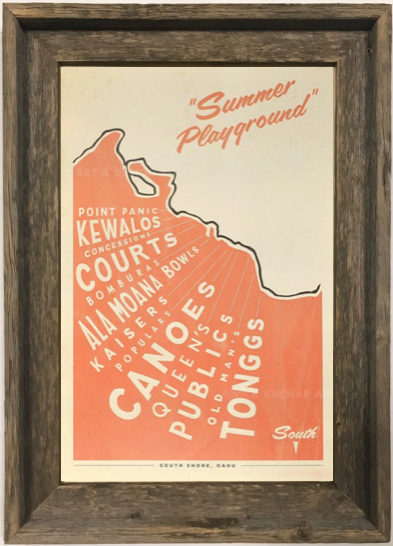 "Summer
Playground"
POINT PANIC
KEWALOS
CONCESSIONS
COURTS
BOMBURAS
ALA MOANA BOWLS
KAISERS
POPULARS
CANOES
QUEENS
PUBLICS
OLD MAN'S
TONGGS
South
SOUTH SHORE, OAHU